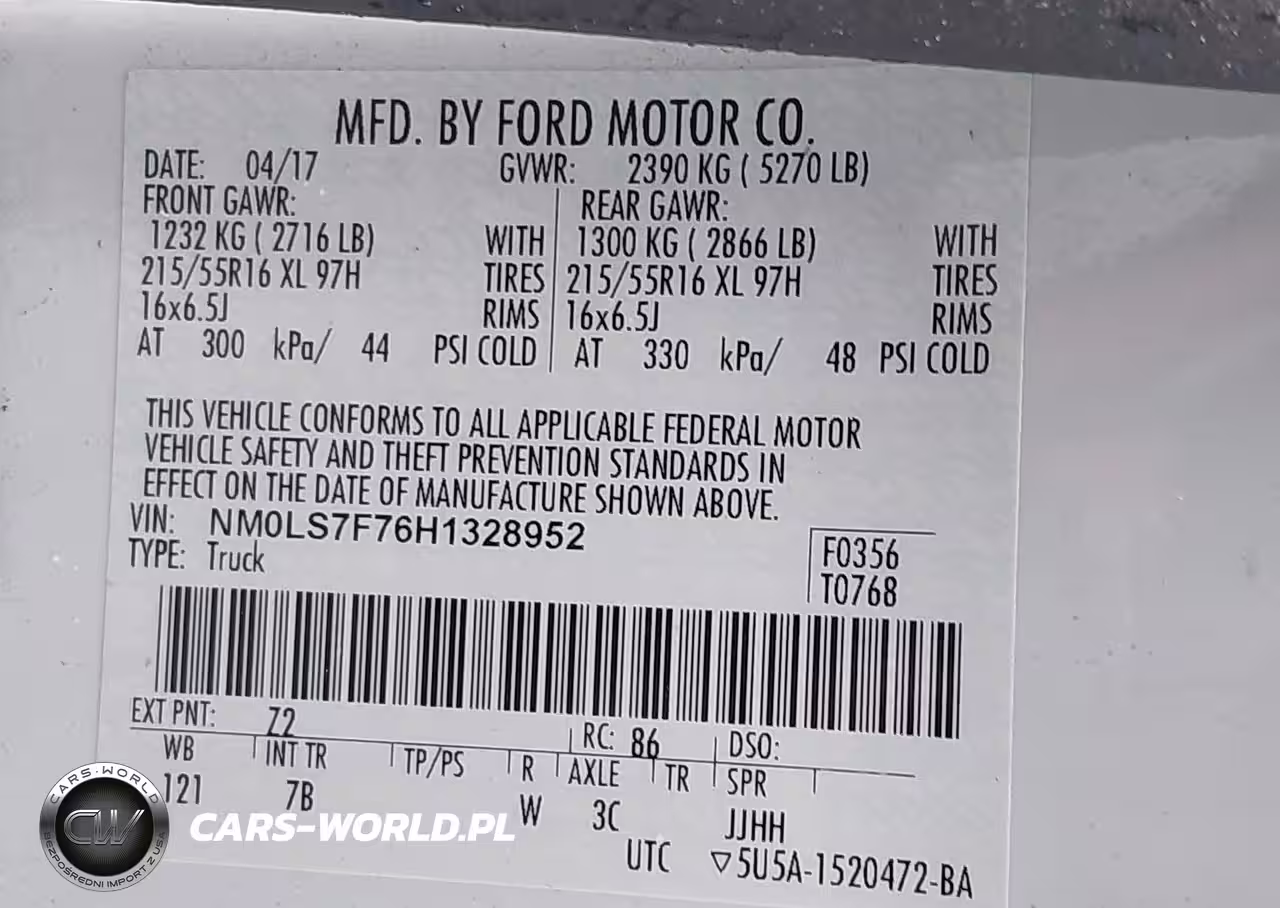 MFD. BY FORD MOTOR CO.
DATE: 04/17 GVWR: 2390 KG ( 5270 LB)
FRONT GAWR: REAR GAWR:
1232 KG ( 2716 LB) WITH 1300 KG ( 2866 LB) WITH
215/55R16 XL 97H TIRES 215/55R16 XL 97H TIRES
16x6.5J RIMS 16x6.5J RIMS
AT 300 kPa/ 44 PSI COLD AT 330 kPa/ 48 PSI COLD
THIS VEHICLE CONFORMS TO ALL APPLICABLE FEDERAL MOTOR
VEHICLE SAFETY AND THEFT PREVENTION STANDARDS IN
EFFECT ON THE DATE OF MANUFACTURE SHOWN ABOVE.
VIN: NM0LS7F76H1328952
TYPE: Truck
F0356
T0768
EXT PNT: Z2 RC: 86 DSO:
WB INT TR TP/PS R AXLE TR SPR
121 7B W 3C JJHH
UTC ▽5U5A-1520472-BA
CARS-WORLD
CW
BEZPOŚREDNI IMPORT Z USA
CARS-WORLD.PL